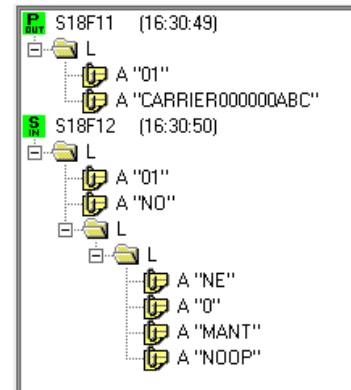 P OUT S18F11 (16:30:49)
L
A "01"
A "CARRIER000000ABC"
S IN S18F12 (16:30:50)
L
A "01"
A "NO"
L
L
A "NE"
A "0"
A "MANT"
A "NOOP"